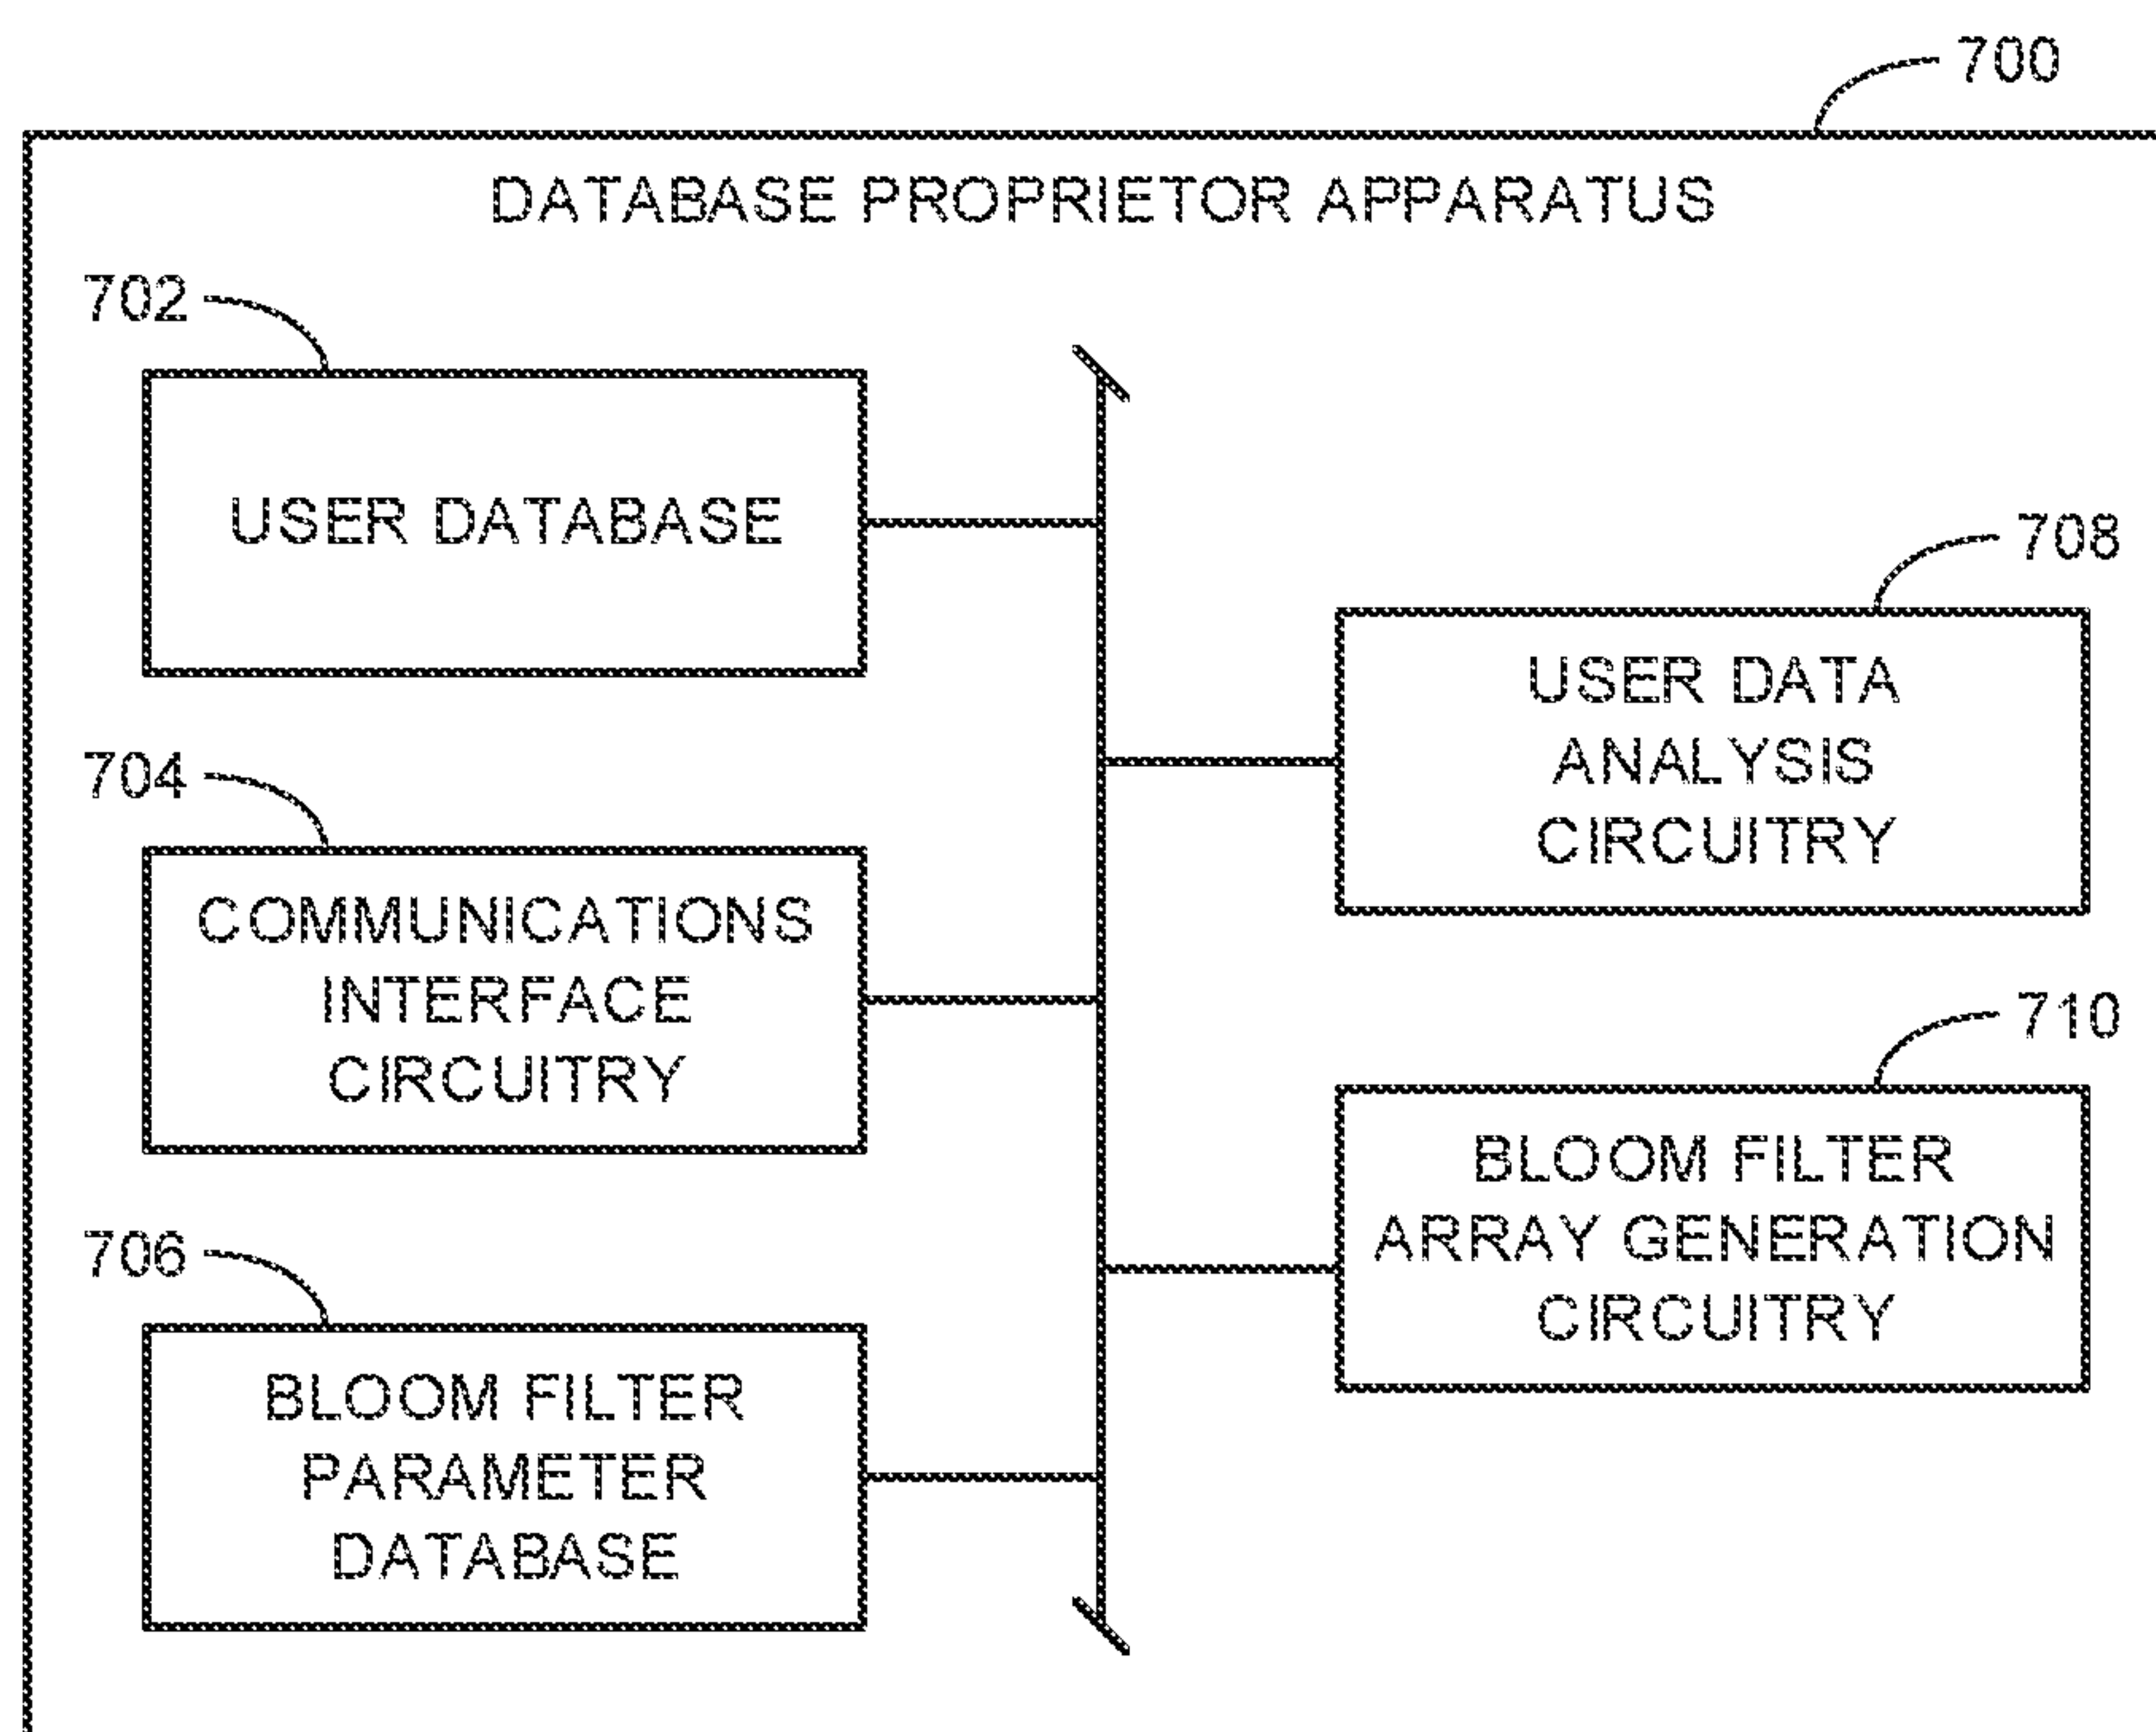 700
DATABASE PROPRIETOR APPARATUS
702
USER DATABASE
704
COMMUNICATIONS
INTERFACE
CIRCUITRY
706
BLOOM FILTER
PARAMETER
DATABASE
708
USER DATA
ANALYSIS
CIRCUITRY
710
BLOOM FILTER
ARRAY GENERATION
CIRCUITRY